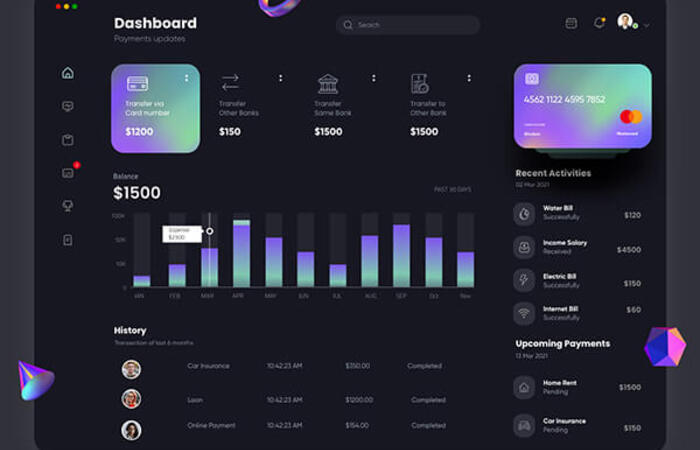 Dashboard
Payments updates
Search
Transfer via
Card number
$1200
Transfer
Other Banks
$150
Transfer
Same Bank
$1500
Transfer to
Other Bank
$1500
4562 1122 4595 7852
Mastercard
Balance
$1500
PAST 30 DAYS
100K
50K
10K
0
JAN
FEB
MAR
APR
MAY
JUN
JUL
AUG
SEP
Oct
Nov
Expense
$2100
History
Transaction of last 6 months
Car Insurance
10:42:23 AM
$350.00
Completed
Loan
10:42:23 AM
$1200.00
Completed
Online Payment
10:42:23 AM
$154.00
Completed
Recent Activities
02 Mar 2021
Water Bill
Successfully
$120
Income Salary
Received
$4500
Electric Bill
Successfully
$150
Internet Bill
Successfully
$60
Upcoming Payments
13 Mar 2021
Home Rent
Pending
$1500
Car Insurance
Pending
$150